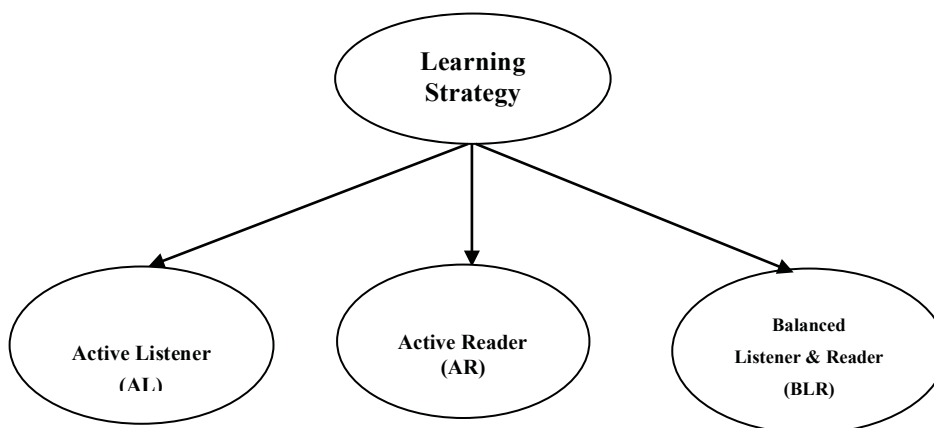 Learning
Strategy
Active Listener
(AL)
Active Reader
(AR)
Balanced
Listener & Reader
(BLR)